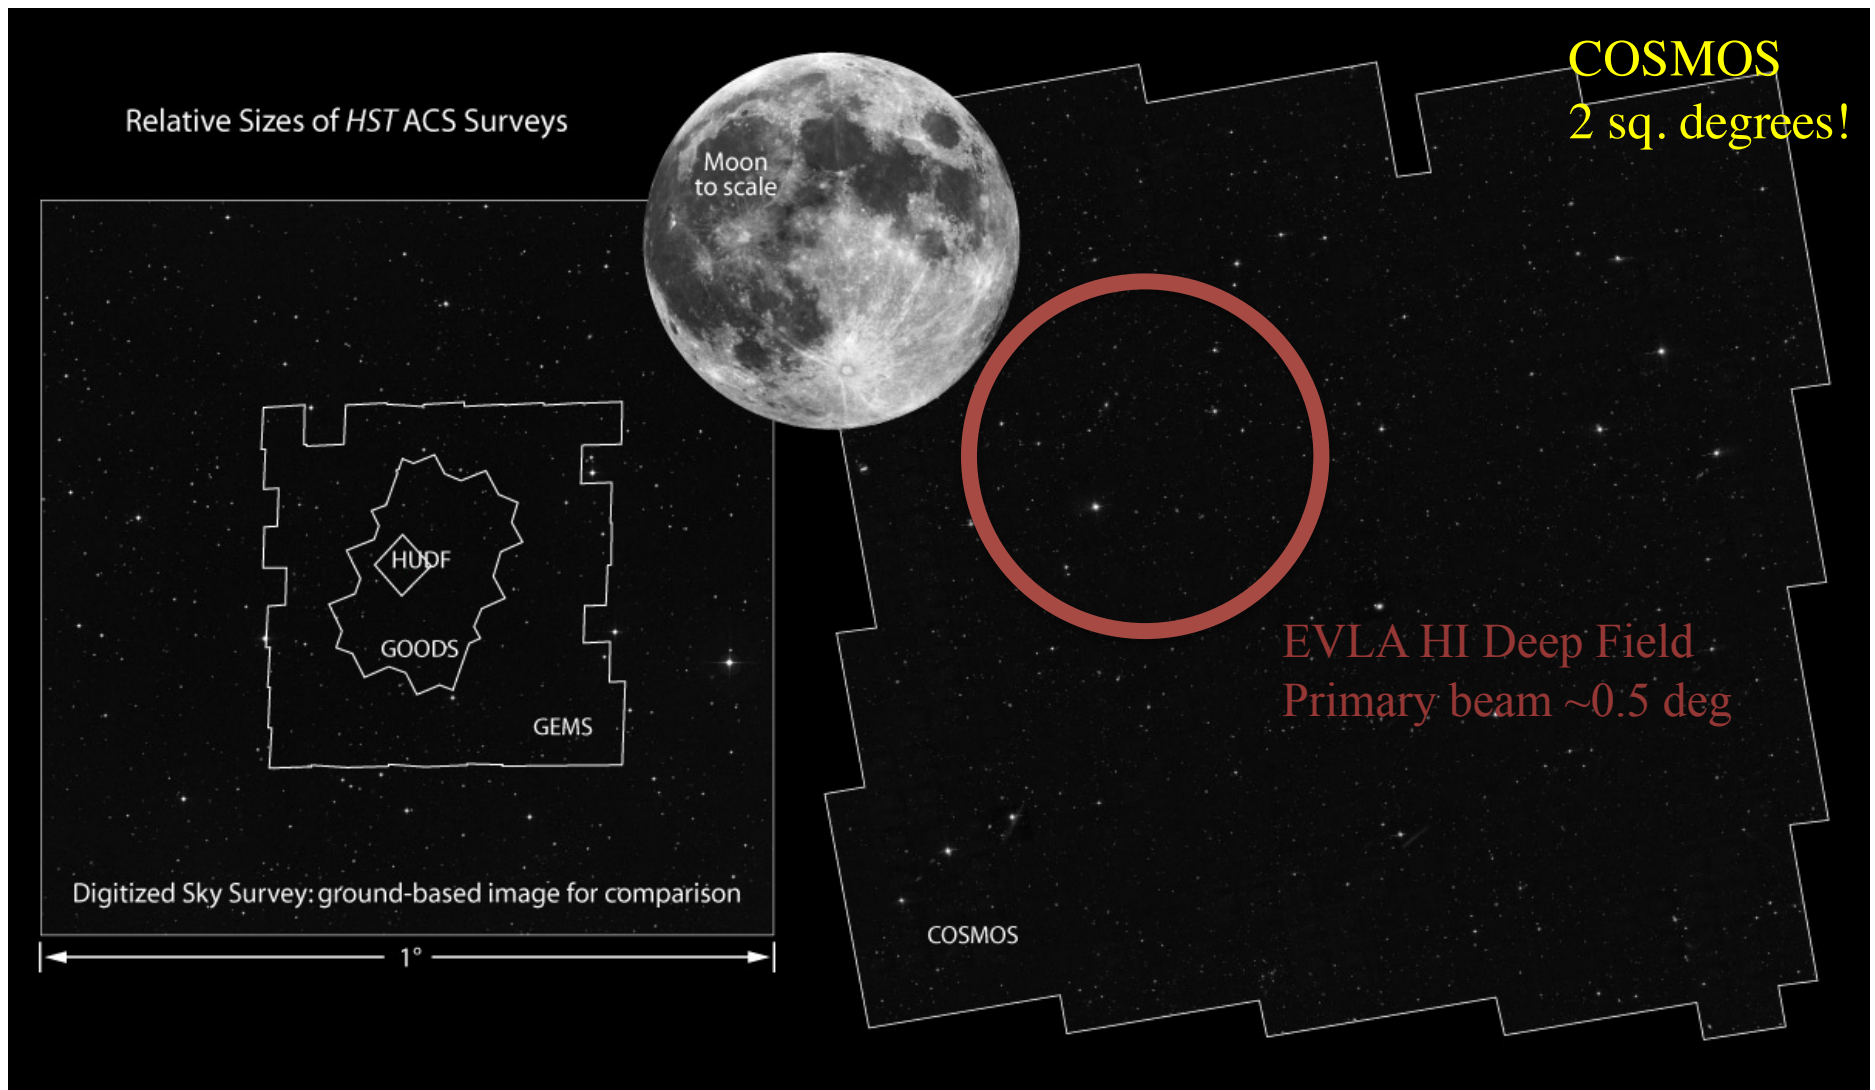 Relative Sizes of HST ACS Surveys
Moon
to scale
COSMOS
2 sq. degrees!
HUDF
GOODS
GEMS
EVLA HI Deep Field
Primary beam ~0.5 deg
Digitized Sky Survey: ground-based image for comparison
COSMOS
1°